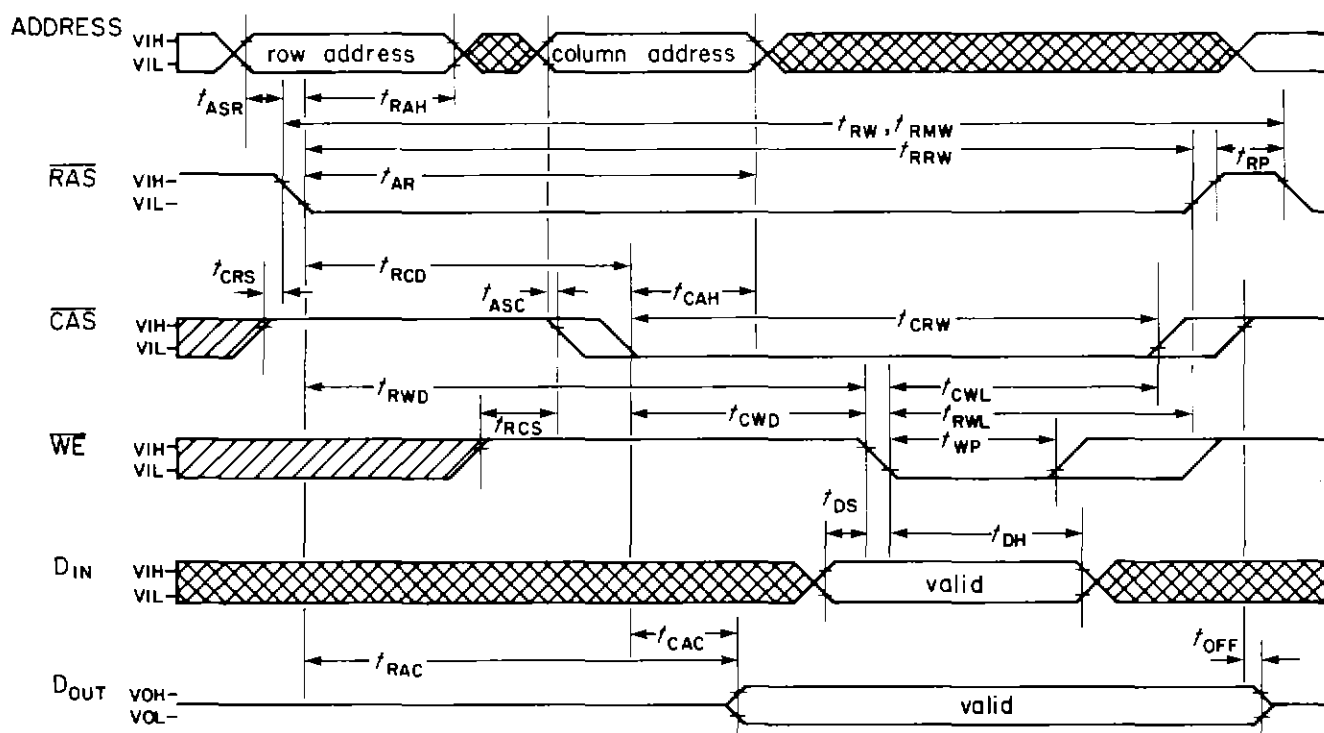 ADDRESS
VIH
VIL
row address
column address
tASR
tRAH
tRW, tRMW
tRRW
tRP
tAR
RAS
VIH
VIL
tCRS
tRCD
tASC
tCAH
tCRW
CAS
VIH
VIL
tRWD
tCWL
tRCS
tCWD
tRWL
tWP
WE
VIH
VIL
tDS
tDH
DIN
VIH
VIL
valid
tCAC
tRAC
tOFF
DOUT
VOH
VOL
valid